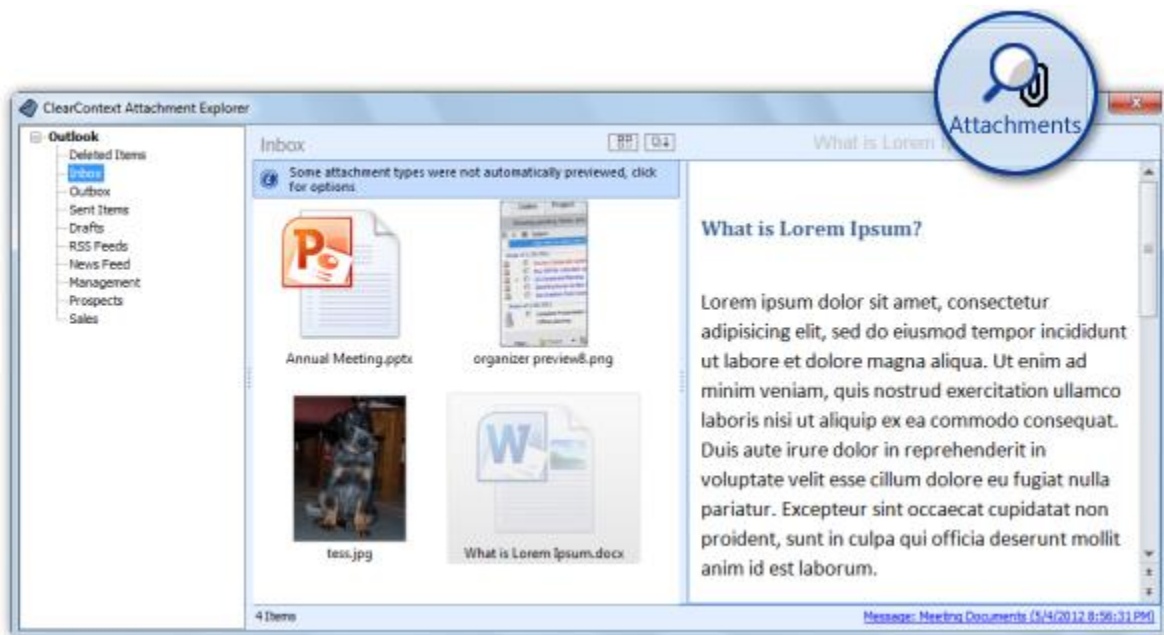 Attachments
ClearContext Attachment Explorer
Outlook
Deleted Items
Inbox
Outbox
Sent Items
Drafts
RSS Feeds
News Feed
Management
Prospects
Sales
Inbox
Some attachment types were not automatically previewed, click
for options
Annual Meeting.pptx
organizer preview8.png
tess.jpg
What is Lorem Ipsum.docx
4 Items
What is Lorem
What is Lorem Ipsum?
Lorem ipsum dolor sit amet, consectetur
adipisicing elit, sed do eiusmod tempor incididunt
ut labore et dolore magna aliqua. Ut enim ad
minim veniam, quis nostrud exercitation ullamco
laboris nisi ut aliquip ex ea commodo consequat.
Duis aute irure dolor in reprehenderit in
voluptate velit esse cillum dolore eu fugiat nulla
pariatur. Excepteur sint occaecat cupidatat non
proident, sunt in culpa qui officia deserunt mollit
anim id est laborum.
Message: Meeting Documents (5/4/2012 8:56:31 PM)